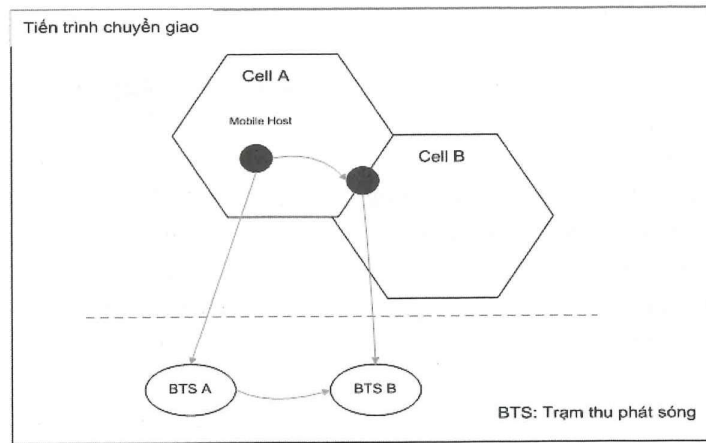 Tiến trình chuyển giao
Cell A
Mobile Host
Cell B
BTS A
BTS B
BTS: Trạm thu phát sóng